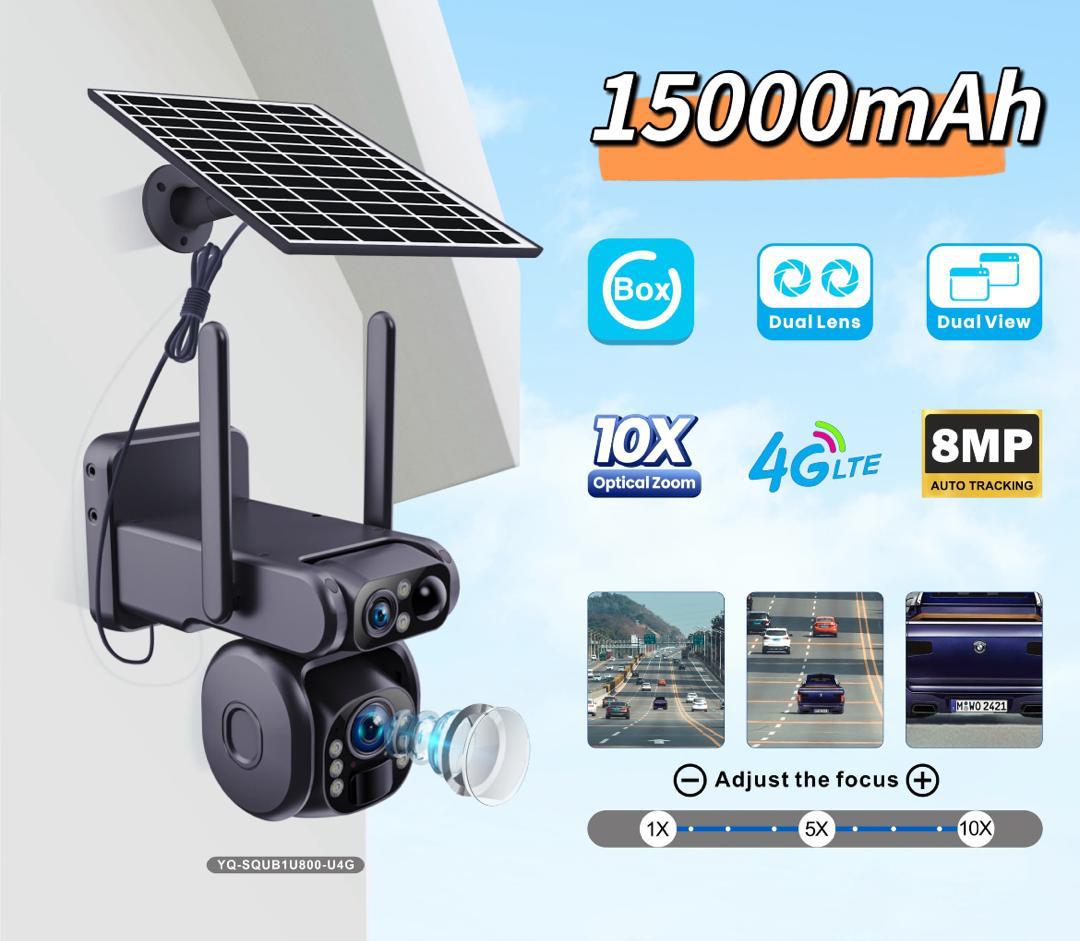 15000mAh
Box
Dual Lens
Dual View
10X
Optical Zoom
4G LTE
8MP
AUTO TRACKING
M WO 2421
Adjust the focus
1X
5X
10X
YQ-SQUB1U800-U4G